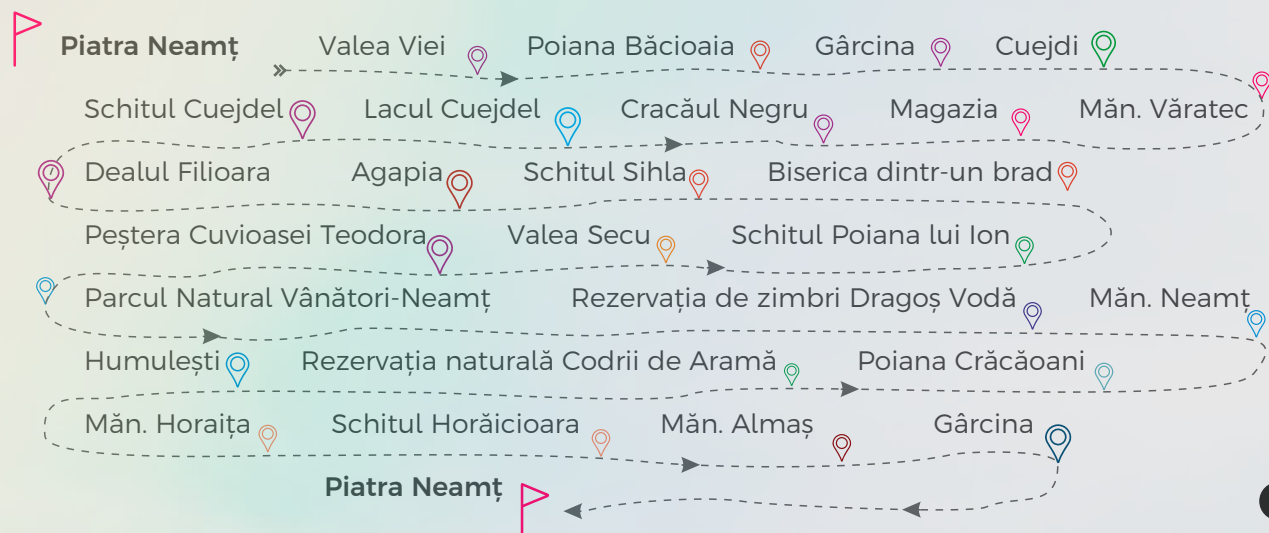 Piatra Neamț Valea Viei Poiana Băcioaia Gârcina Cuejdi
Schitul Cuejdel Lacul Cuejdel Cracăul Negru Magazia Măn. Văratec
Dealul Filioara Agapia Schitul Sihla Biserica dintr-un brad
Peștera Cuvioasei Teodora Valea Secu Schitul Poiana lui Ion
Parcul Natural Vânători-Neamț Rezervația de zimbri Dragoș Vodă Măn. Neamț
Humulești Rezervația naturală Codrii de Aramă Poiana Crăcăoani
Măn. Horaița Schitul Horăicioara Măn. Almaș Gârcina
Piatra Neamț